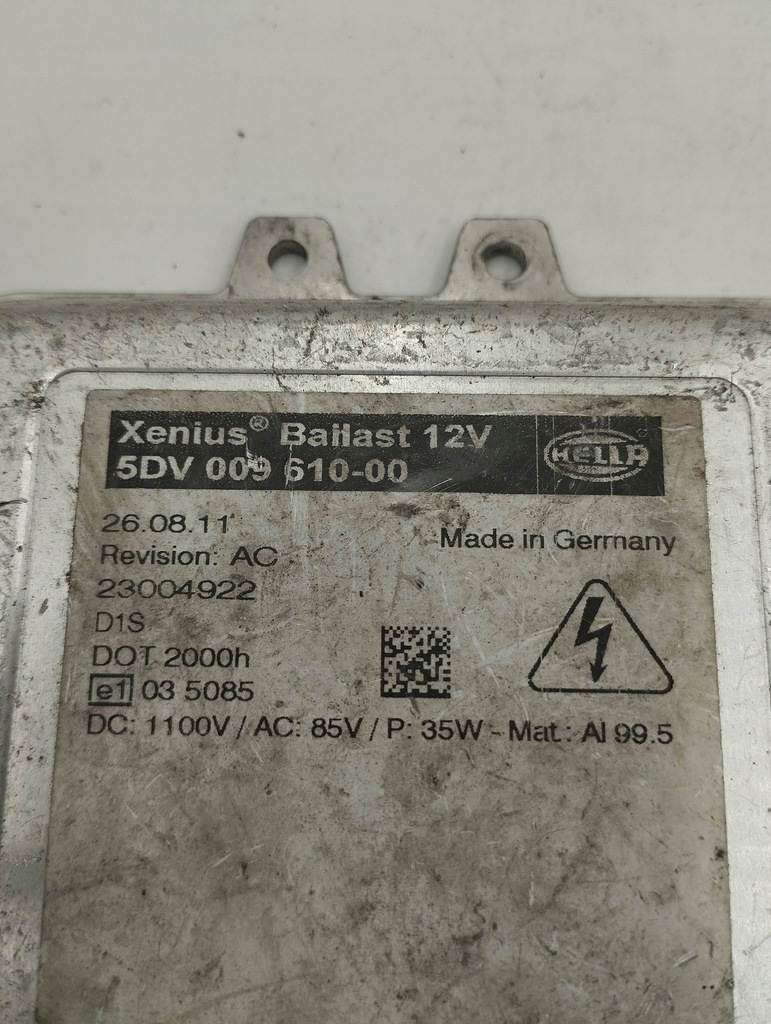 Xenius® Ballast 12V
5DV 009 610-00
HELLA
26.08.11
Made in Germany
Revision: AC
23004922
D1S
DOT 2000h
e1 03 5085
DC: 1100V / AC: 85V / P: 35W - Mat.: Al 99.5